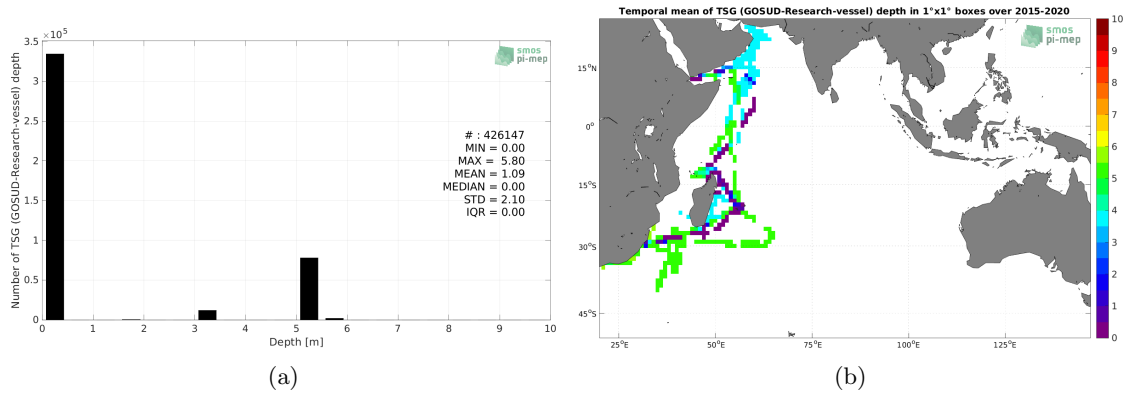 ×10⁵
3.5
3
2.5
2
1.5
1
0.5
0
Number of TSG (GOSUD-Research-vessel) depth
smos
pi-mep
# : 426147
MIN = 0.00
MAX = 5.80
MEAN = 1.09
MEDIAN = 0.00
STD = 2.10
IQR = 0.00
0 1 2 3 4 5 6 7 8 9 10
Depth [m]
(a)
Temporal mean of TSG (GOSUD-Research-vessel) depth in 1°x1° boxes over 2015-2020
smos
pi-mep
15°N
0°
15°S
30°S
45°S
25°E 50°E 75°E 100°E 125°E
10
9
8
7
6
5
4
3
2
1
0
(b)